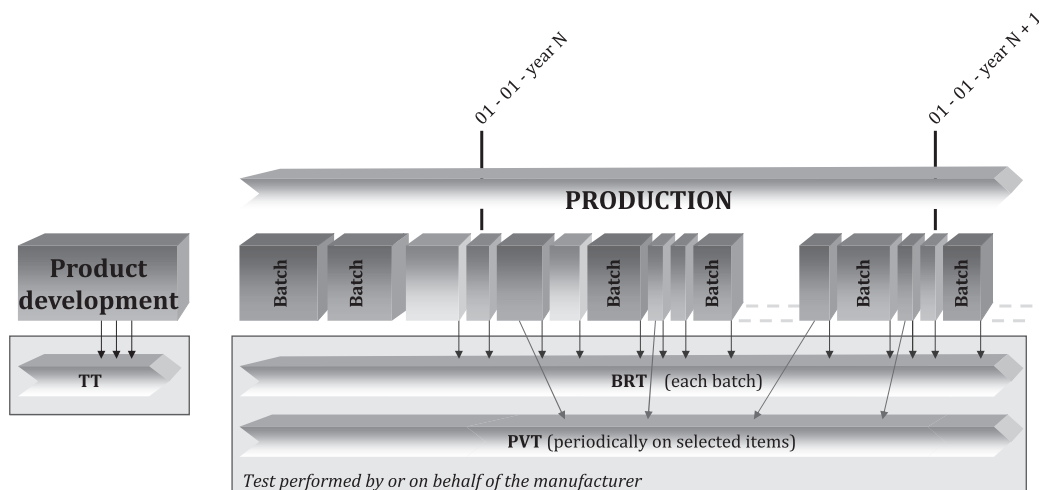 01 - 01 - year N
01 - 01 - year N + 1
PRODUCTION
Product
development
Batch
Batch
Batch
Batch
Batch
Batch
TT
BRT (each batch)
PVT (periodically on selected items)
Test performed by or on behalf of the manufacturer